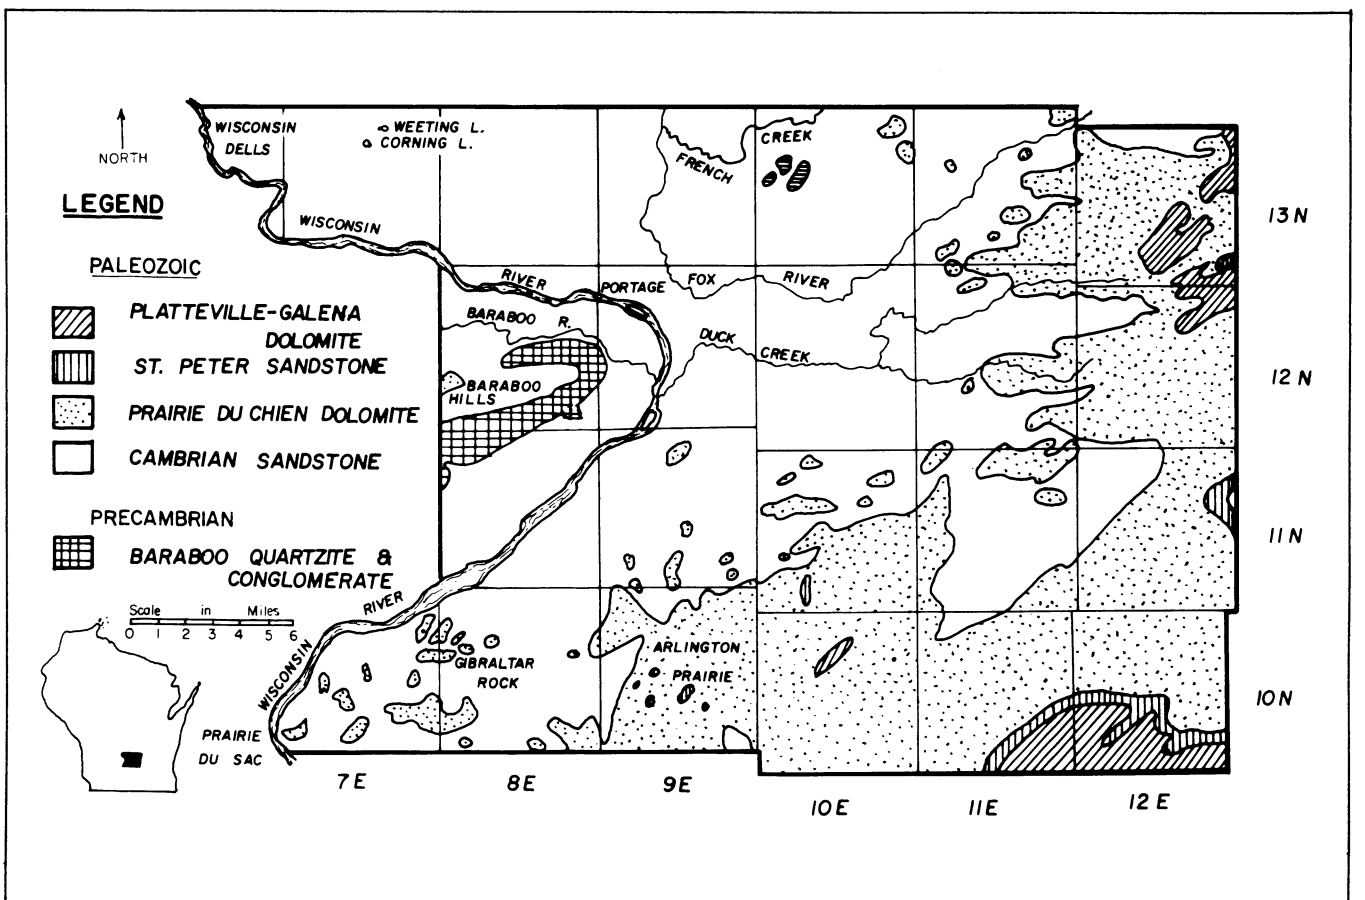 WISCONSIN
DELLS
WEETING L.
CORNING L.
CREEK
FRENCH
NORTH
LEGEND
WISCONSIN
13 N
PALEOZOIC
RIVER
PORTAGE
FOX
RIVER
PLATTEVILLE-GALENA
DOLOMITE
BARABOO R.
DUCK
CREEK
ST. PETER SANDSTONE
BARABOO
HILLS
12 N
PRAIRIE DU CHIEN DOLOMITE
CAMBRIAN SANDSTONE
PRECAMBRIAN
11 N
BARABOO QUARTZITE &
CONGLOMERATE
RIVER
Scale in Miles
0 1 2 3 4 5 6
WISCONSIN
GIBRALTAR
ROCK
ARLINGTON
PRAIRIE
10 N
PRAIRIE
DU SAC
7 E
8 E
9 E
10 E
11 E
12 E